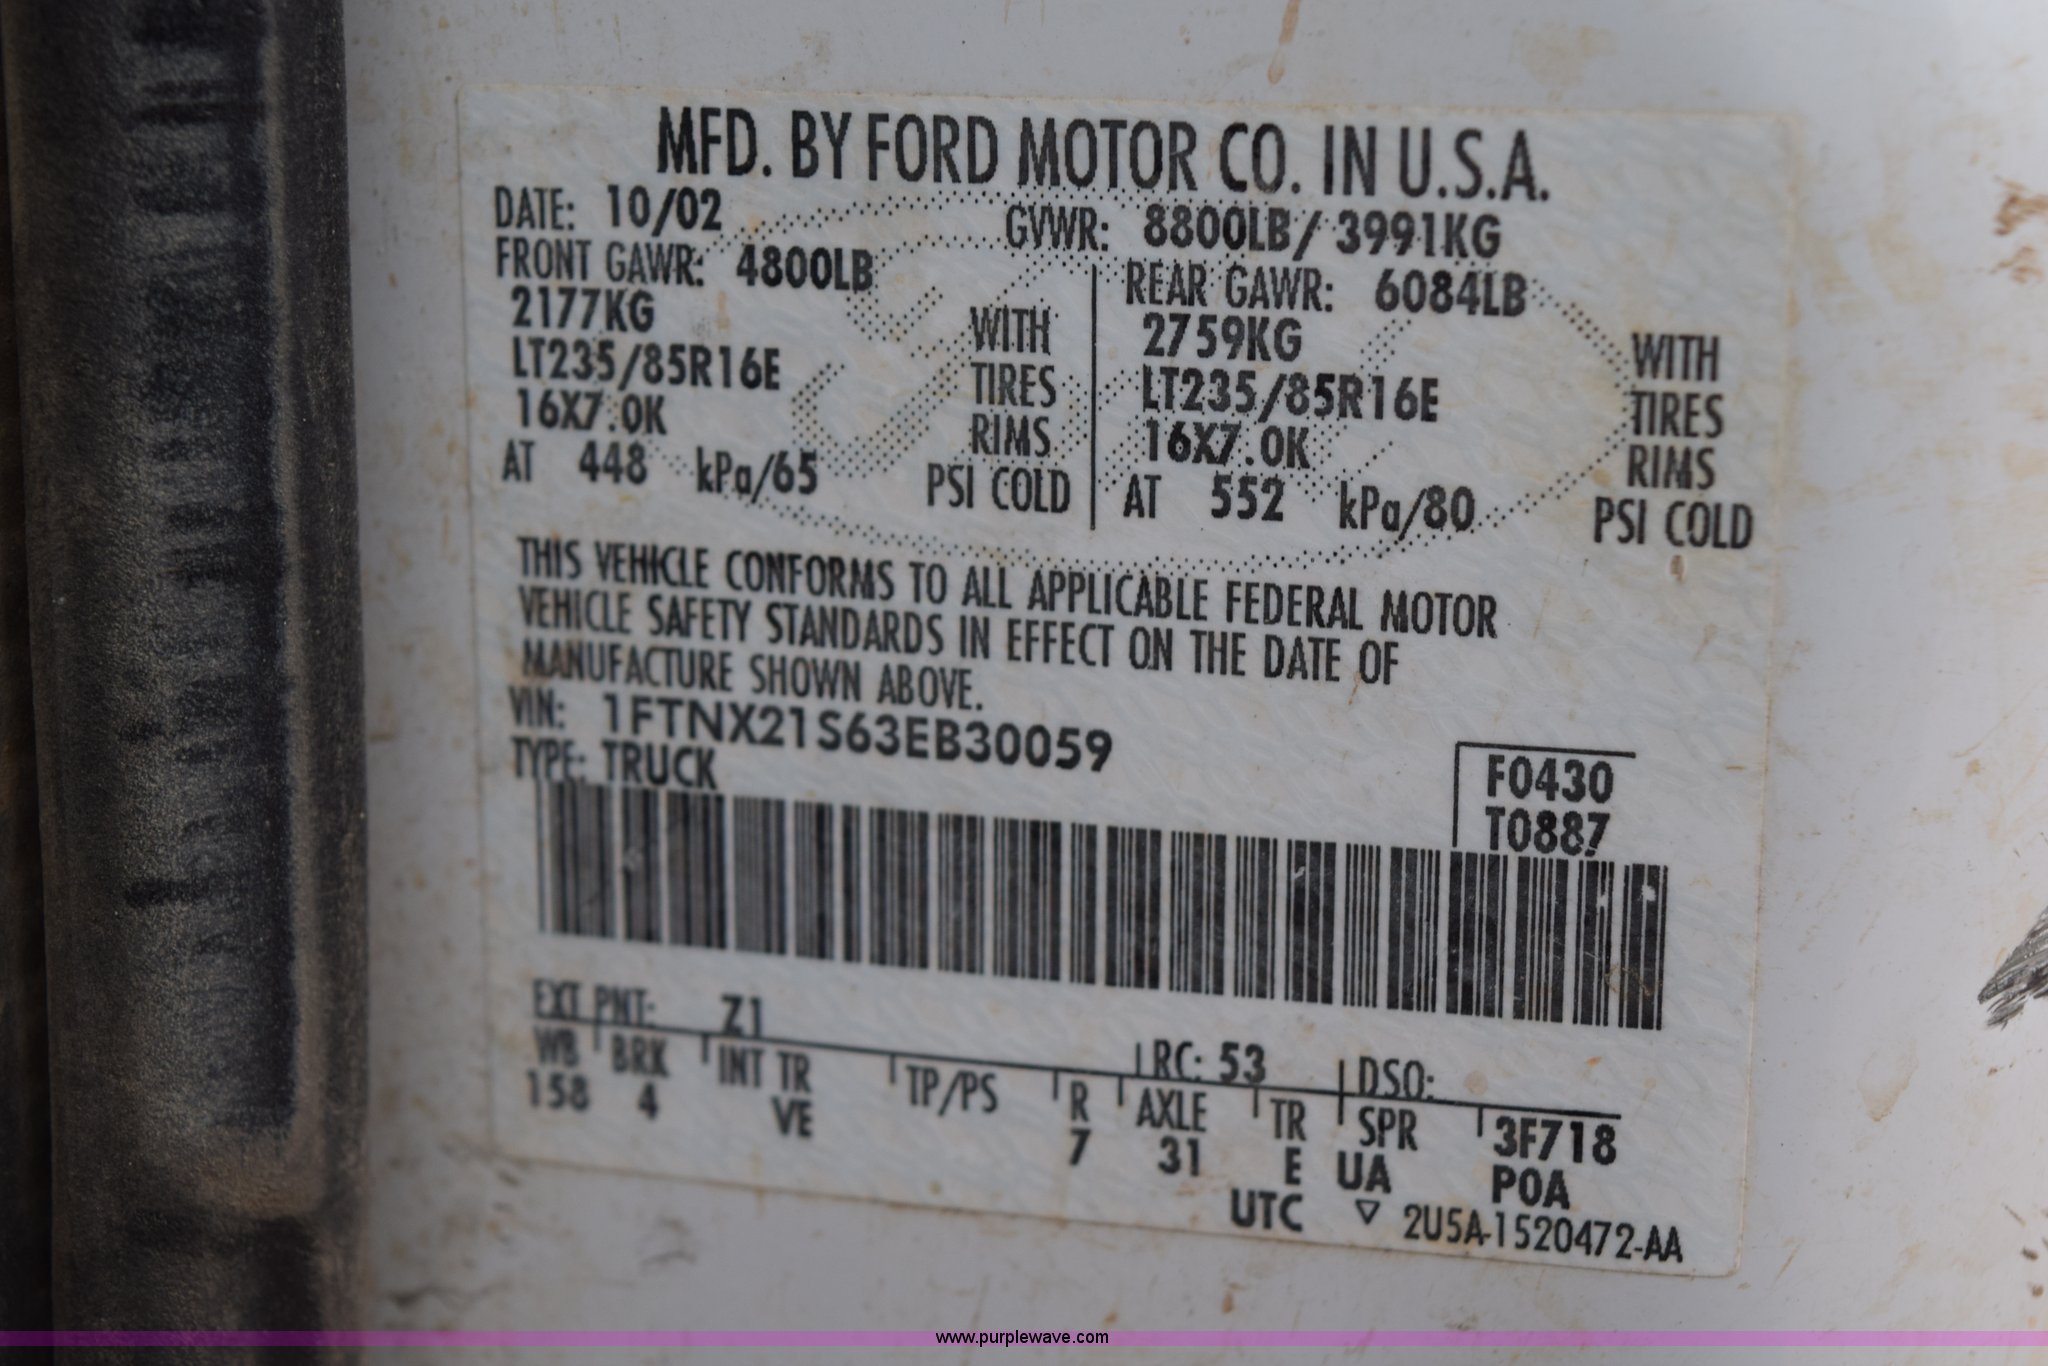 MFD. BY FORD MOTOR CO. IN U.S.A.
DATE: 10/02 GVWR: 8800LB/ 3991KG
FRONT GAWR: 4800LB REAR GAWR: 6084LB
2177KG WITH 2759KG WITH
LT235/85R16E TIRES LT235/85R16E TIRES
16X7.0K RIMS 16X7.0K RIMS
AT 448 kPa/65 PSI COLD AT 552 kPa/80 PSI COLD
THIS VEHICLE CONFORMS TO ALL APPLICABLE FEDERAL MOTOR
VEHICLE SAFETY STANDARDS IN EFFECT ON THE DATE OF
MANUFACTURE SHOWN ABOVE.
VIN: 1FTNX21S63EB30059
TYPE: TRUCK
F0430
T0887
EXT PNT: Z1 RC: 53 DSO:
WB BRK INT TR TP/PS R AXLE TR SPR 3F718
158 4 VE 7 31 E UA P0A
UTC ▽ 2U5A-1520472-AA
www.purplewave.com